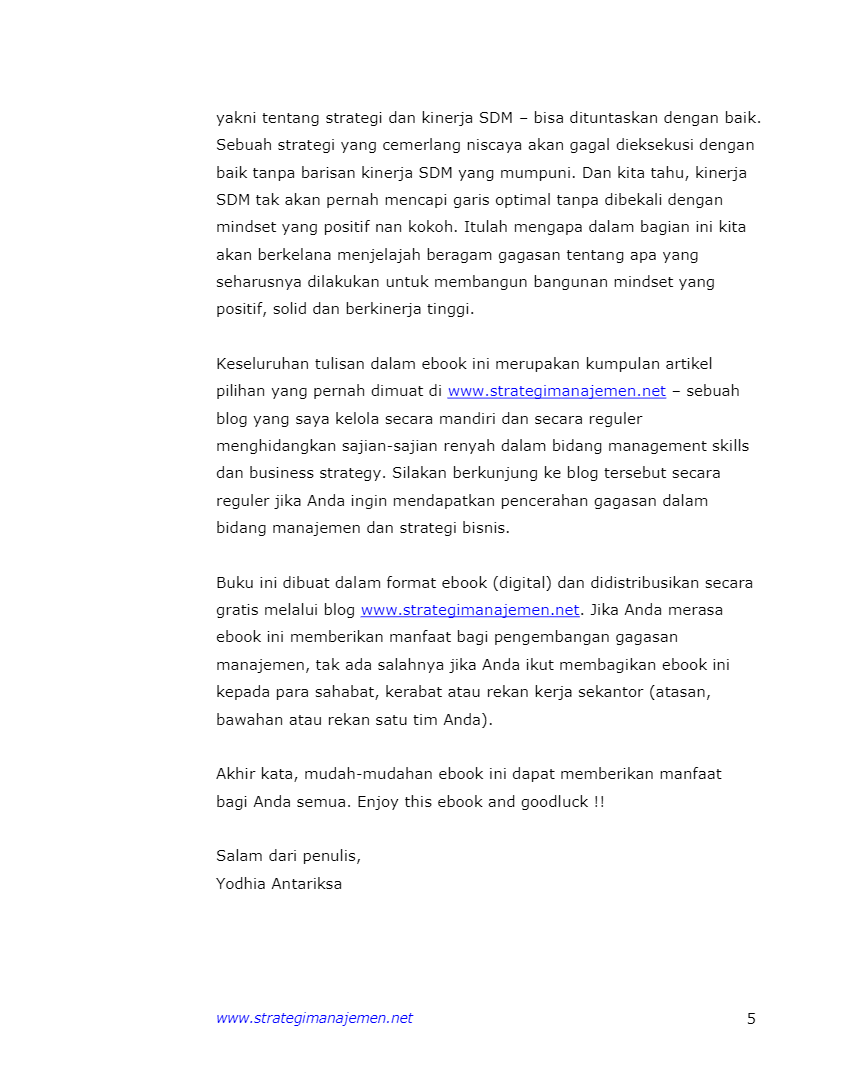 yakni tentang strategi dan kinerja SDM – bisa dituntaskan dengan baik.
Sebuah strategi yang cemerlang niscaya akan gagal dieksekusi dengan
baik tanpa barisan kinerja SDM yang mumpuni. Dan kita tahu, kinerja
SDM tak akan pernah mencapi garis optimal tanpa dibekali dengan
mindset yang positif nan kokoh. Itulah mengapa dalam bagian ini kita
akan berkelana menjelajah beragam gagasan tentang apa yang
seharusnya dilakukan untuk membangun bangunan mindset yang
positif, solid dan berkinerja tinggi.
Keseluruhan tulisan dalam ebook ini merupakan kumpulan artikel
pilihan yang pernah dimuat di www.strategimanajemen.net – sebuah
blog yang saya kelola secara mandiri dan secara reguler
menghidangkan sajian-sajian renyah dalam bidang management skills
dan business strategy. Silakan berkunjung ke blog tersebut secara
reguler jika Anda ingin mendapatkan pencerahan gagasan dalam
bidang manajemen dan strategi bisnis.
Buku ini dibuat dalam format ebook (digital) dan didistribusikan secara
gratis melalui blog www.strategimanajemen.net. Jika Anda merasa
ebook ini memberikan manfaat bagi pengembangan gagasan
manajemen, tak ada salahnya jika Anda ikut membagikan ebook ini
kepada para sahabat, kerabat atau rekan kerja sekantor (atasan,
bawahan atau rekan satu tim Anda).
Akhir kata, mudah-mudahan ebook ini dapat memberikan manfaat
bagi Anda semua. Enjoy this ebook and goodluck !!
Salam dari penulis,
Yodhia Antariksa
www.strategimanajemen.net 5